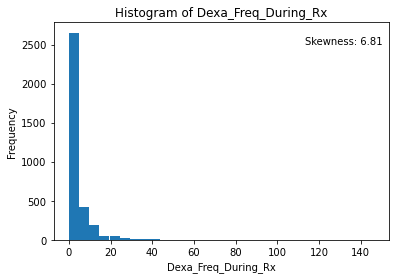 Histogram of Dexa_Freq_During_Rx
Skewness: 6.81
Frequency
2500
2000
1500
1000
500
0
0 20 40 60 80 100 120 140
Dexa_Freq_During_Rx